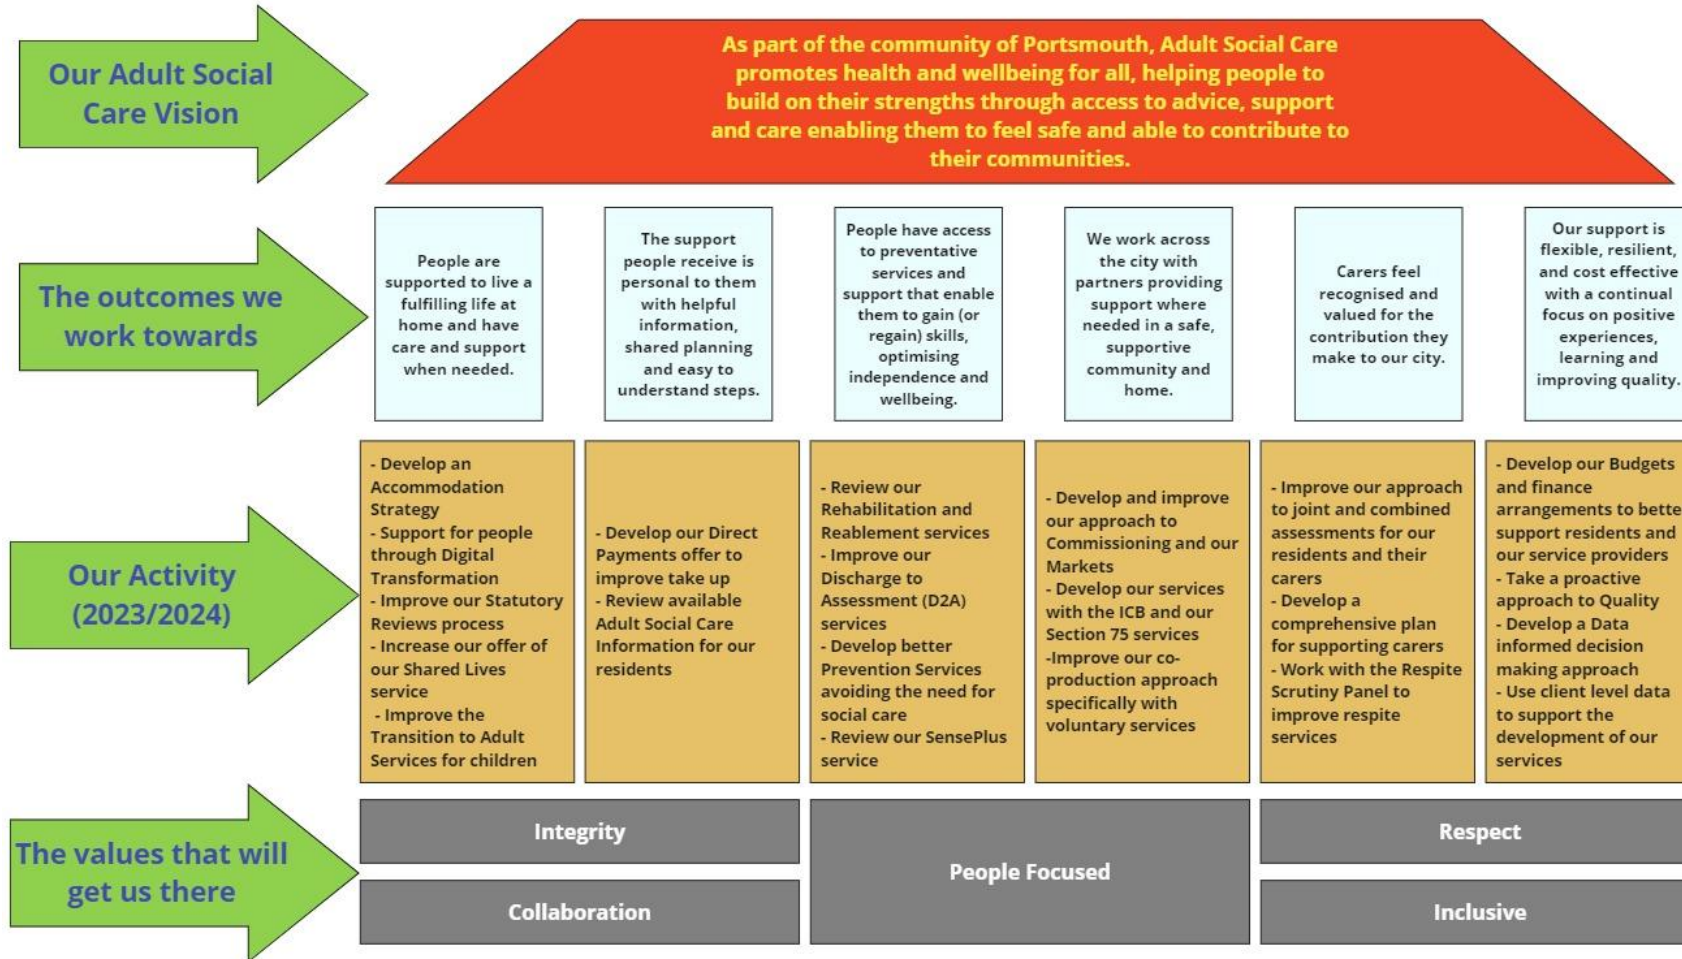 Our Adult Social
Care Vision
As part of the community of Portsmouth, Adult Social Care
promotes health and wellbeing for all, helping people to
build on their strengths through access to advice, support
and care enabling them to feel safe and able to contribute to
their communities.
The outcomes we
work towards
People are
supported to live a
fulfilling life at
home and have
care and support
when needed.
The support
people receive is
personal to them
with helpful
information,
shared planning
and easy to
understand steps.
People have access
to preventative
services and
support that enable
them to gain (or
regain) skills,
optimising
independence and
wellbeing.
We work across
the city with
partners providing
support where
needed in a safe,
supportive
community and
home.
Carers feel
recognised and
valued for the
contribution they
make to our city.
Our support is
flexible, resilient,
and cost effective
with a continual
focus on positive
experiences,
learning and
improving quality.
Our Activity
(2023/2024)
- Develop an
Accommodation
Strategy
- Support for people
through Digital
Transformation
- Improve our Statutory
Reviews process
- Increase our offer of
our Shared Lives
service
- Improve the
Transition to Adult
Services for children
- Develop our Direct
Payments offer to
improve take up
- Review available
Adult Social Care
Information for our
residents
- Review our
Rehabilitation and
Reablement services
- Improve our
Discharge to
Assessment (D2A)
services
- Develop better
Prevention Services
avoiding the need for
social care
- Review our SensePlus
service
- Develop and improve
our approach to
Commissioning and our
Markets
- Develop our services
with the ICB and our
Section 75 services
-Improve our co-
production approach
specifically with
voluntary services
- Improve our approach
to joint and combined
assessments for our
residents and their
carers
- Develop a
comprehensive plan
for supporting carers
- Work with the Respite
Scrutiny Panel to
improve respite
services
- Develop our Budgets
and finance
arrangements to bette
support residents and
our service providers
- Take a proactive
approach to Quality
- Develop a Data
informed decision
making approach
- Use client level data
to support the
development of our
services
The values that will
get us there
Integrity
Collaboration
People Focused
Respect
Inclusive